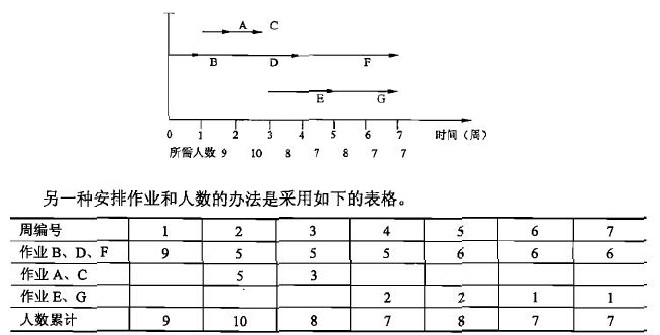 A C
B D F
E G
0 1 2 3 4 5 6 7 时间（周）
所需人数 9 10 8 7 8 7 7
另一种安排作业和人数的办法是采用如下的表格。
周编号 1 2 3 4 5 6 7
作业 B、D、F 9 5 5 5 6 6 6
作业 A、C 5 3
作业 E、G 2 2 1 1
人数累计 9 10 8 7 8 7 7